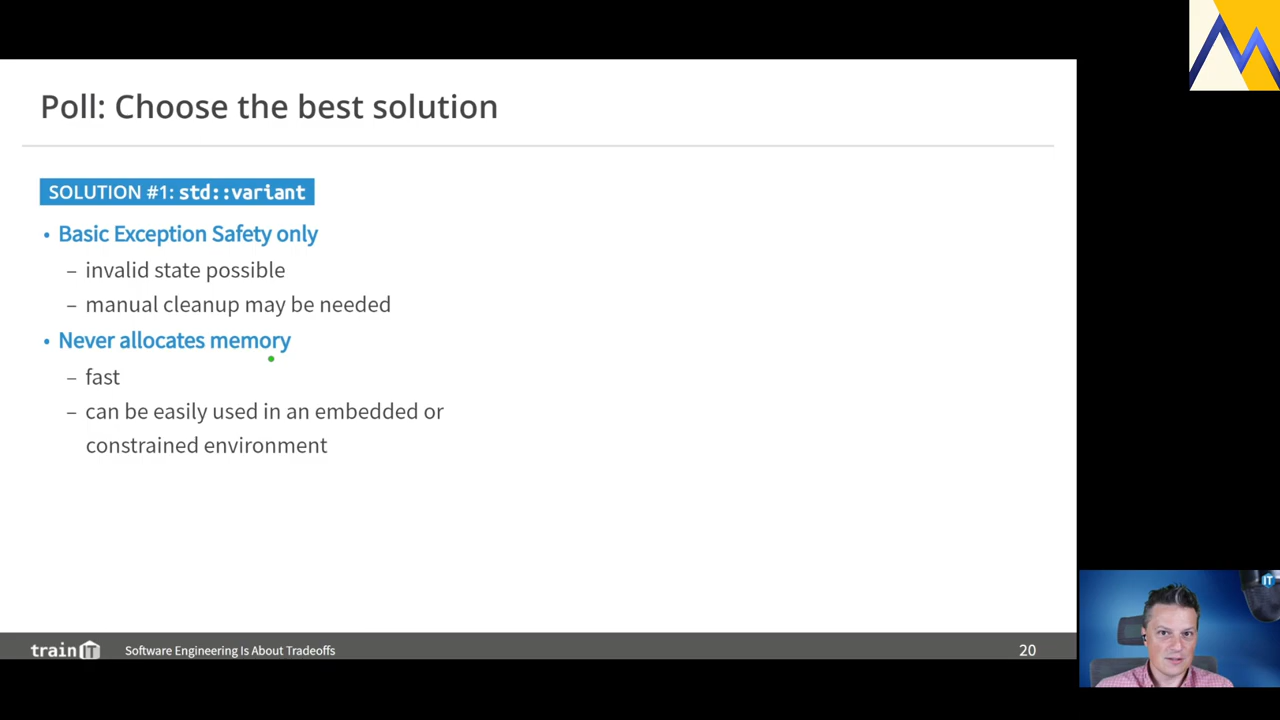 Poll: Choose the best solution
SOLUTION #1: std::variant
• Basic Exception Safety only
– invalid state possible
– manual cleanup may be needed
• Never allocates memory
– fast
– can be easily used in an embedded or
constrained environment
train IT
Software Engineering Is About Tradeoffs
20
IT